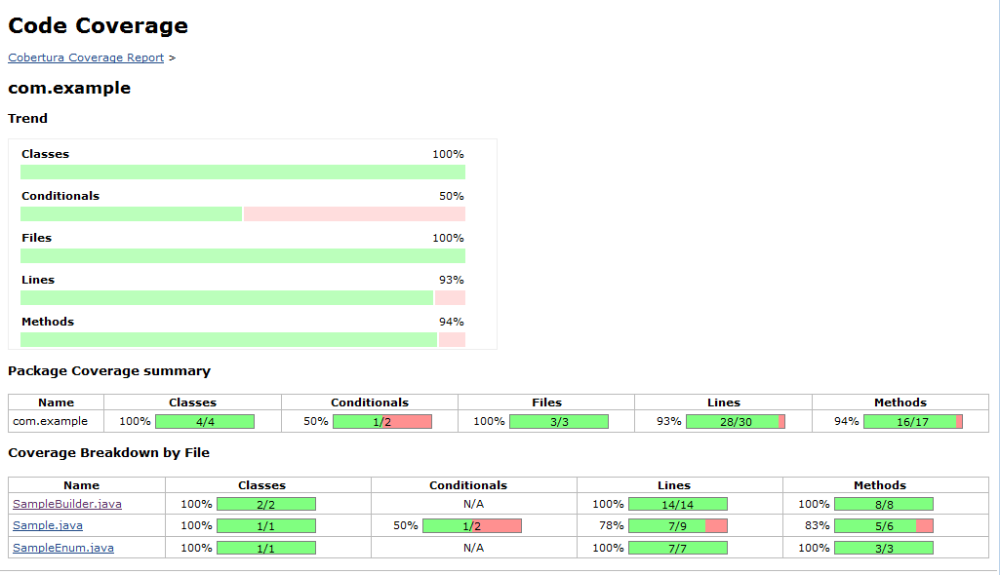 Code Coverage
Cobertura Coverage Report >
com.example
Trend
Classes 100%
Conditionals 50%
Files 100%
Lines 93%
Methods 94%
Package Coverage summary
Name Classes Conditionals Files Lines Methods
com.example 100% 4/4 50% 1/2 100% 3/3 93% 28/30 94% 16/17
Coverage Breakdown by File
Name Classes Conditionals Lines Methods
SampleBuilder.java 100% 2/2 N/A 100% 14/14 100% 8/8
Sample.java 100% 1/1 50% 1/2 78% 7/9 83% 5/6
SampleEnum.java 100% 1/1 N/A 100% 7/7 100% 3/3